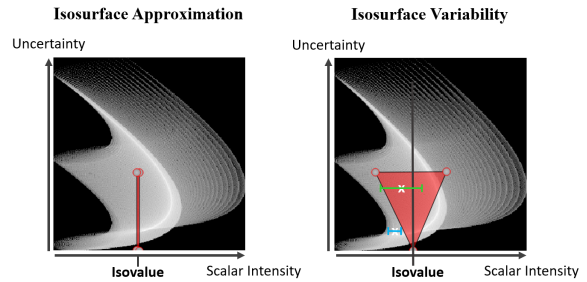 Isosurface Approximation
Uncertainty
Isovalue
Scalar Intensity
Isosurface Variability
Uncertainty
x
x
Isovalue
Scalar Intensity